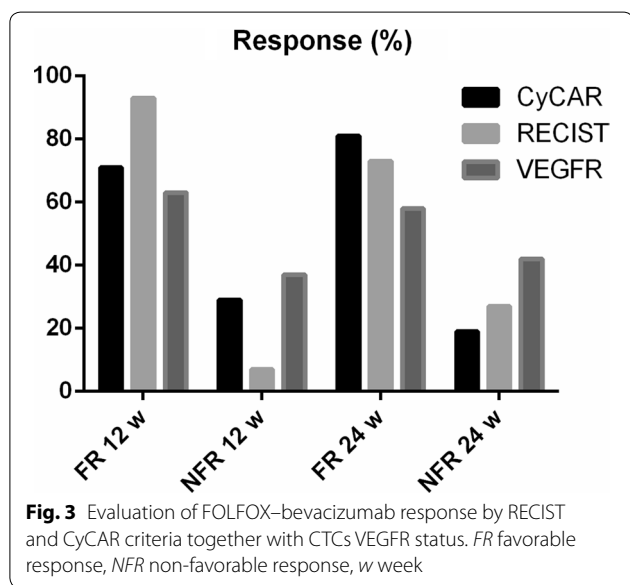 Response (%)
100
80
60
40
20
0
CyCAR
RECIST
VEGFR
FR 12 w
NFR 12 w
FR 24 w
NFR 24 w
Fig. 3 Evaluation of FOLFOX–bevacizumab response by RECIST
and CyCAR criteria together with CTCs VEGFR status. FR favorable
response, NFR non-favorable response, w week